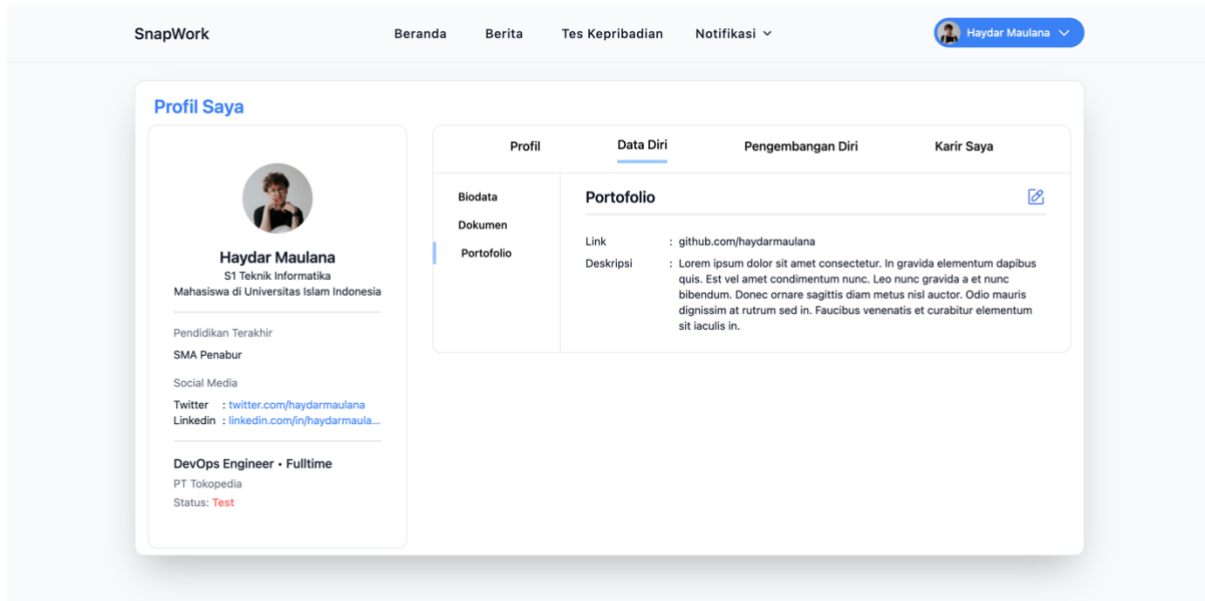 SnapWork
Beranda
Berita
Tes Kepribadian
Notifikasi
Haydar Maulana
Profil Saya
Haydar Maulana
S1 Teknik Informatika
Mahasiswa di Universitas Islam Indonesia
Pendidikan Terakhir
SMA Penabur
Social Media
Twitter : twitter.com/haydarmaulana
Linkedin : linkedin.com/in/haydarmaula...
DevOps Engineer • Fulltime
PT Tokopedia
Status: Test
Profil
Data Diri
Pengembangan Diri
Karir Saya
Biodata
Dokumen
Portofolio
Portofolio
Link : github.com/haydarmaulana
Deskripsi : Lorem ipsum dolor sit amet consectetur. In gravida elementum dapibus
quis. Est vel amet condimentum nunc. Leo nunc gravida a et nunc
bibendum. Donec ornare sagittis diam metus nisl auctor. Odio mauris
dignissim at rutrum sed in. Faucibus venenatis et curabitur elementum
sit iaculis in.